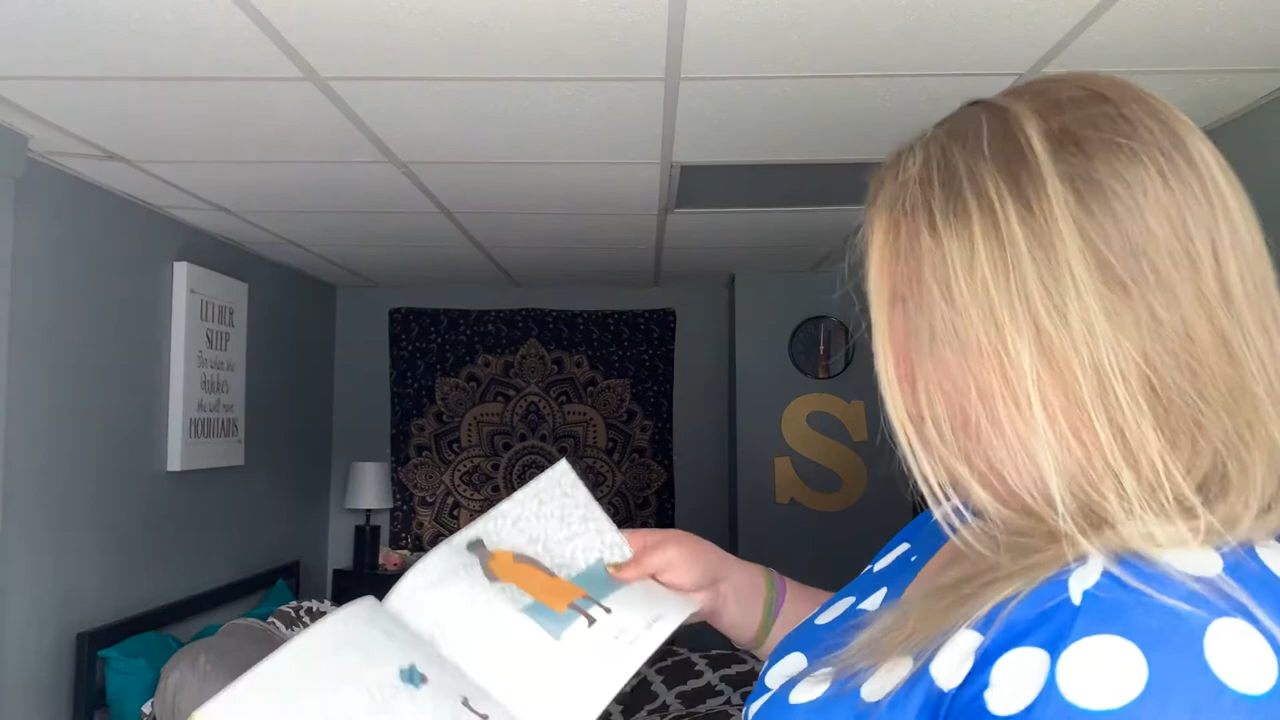 LET HER
SLEEP
For when she
Wakes
she will move
MOUNTAINS
S